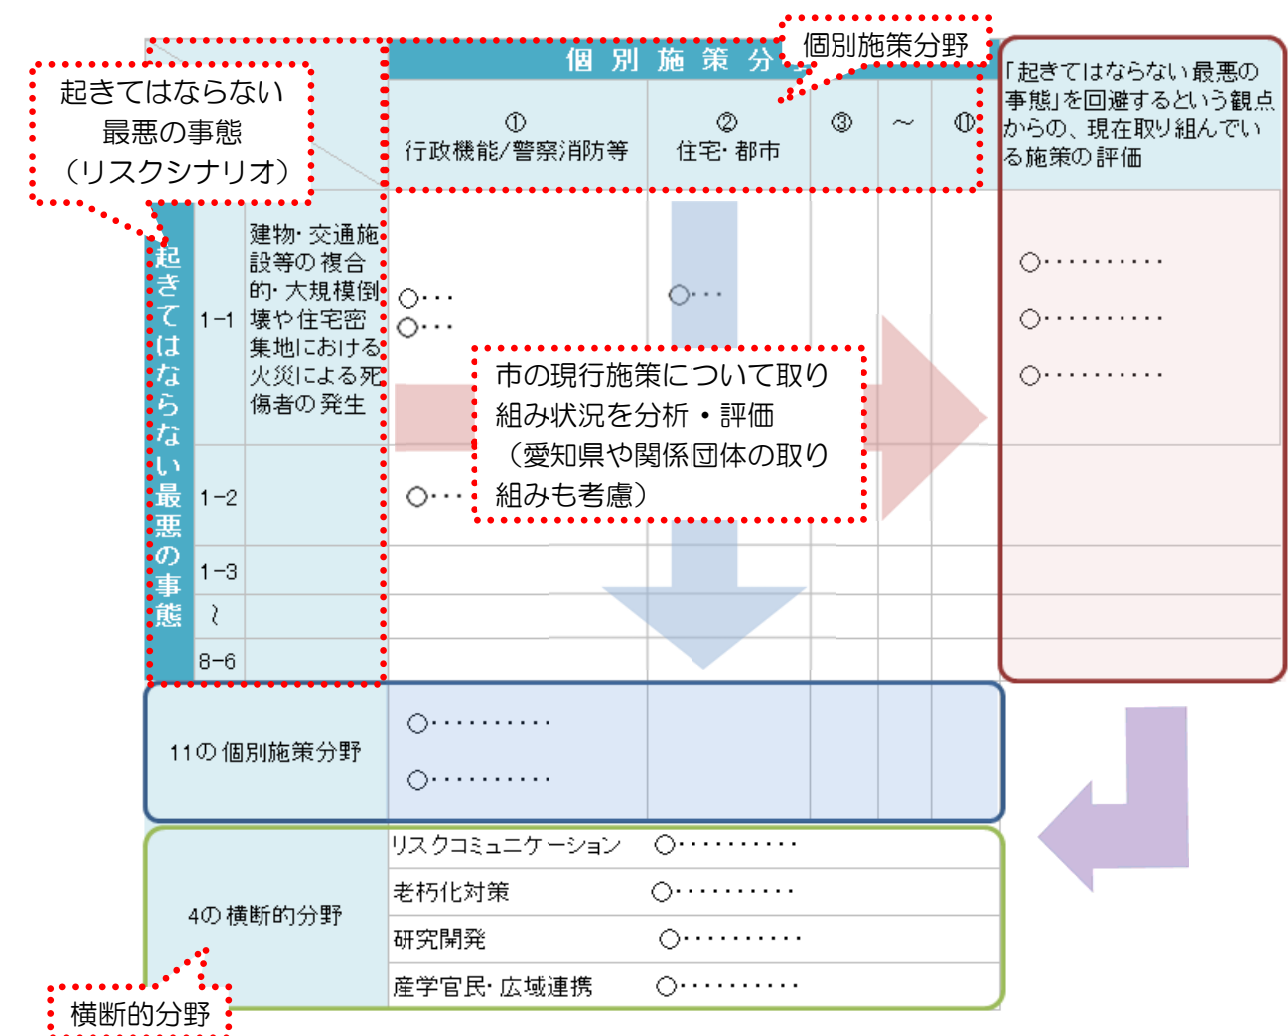 個別施策分
個別施策分野
起きてはならない
最悪の事態
（リスクシナリオ）
①
行政機能/警察消防等
②
住宅・都市
③
～
⑪
「起きてはならない最悪の
事態」を回避するという観点
からの、現在取り組んでい
る施策の評価
起きてはならない最悪の事態
1-1
建物・交通施
設等の複合
的・大規模倒
壊や住宅密
集地における
火災による死
傷者の発生
○・・・
○・・・
○・・・
○・・・・・・・・・・
○・・・・・・・・・・
○・・・・・・・・・・
市の現行施策について取り
組み状況を分析・評価
（愛知県や関係団体の取り
組みも考慮）
1-2
○・・・
1-3
～
8-6
11の個別施策分野
○・・・・・・・・・・
○・・・・・・・・・・
4の横断的分野
リスクコミュニケーション ○・・・・・・・・・・
老朽化対策 ○・・・・・・・・・・
研究開発 ○・・・・・・・・・・
産学官民・広域連携 ○・・・・・・・・・・
横断的分野